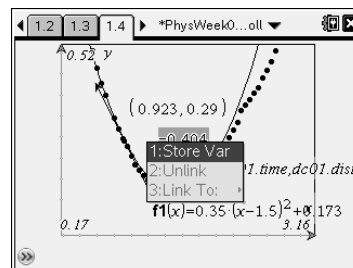 1.2 1.3 1.4 *PhysWeek0...oll
0.52 y
(0.923, 0.29)
-0.404
1:Store Var
2:Unlink
3:Link To:
1.time,dc01.dist
f1(x)=0.35·(x-1.5)²+0.173
x
0.17
3.16